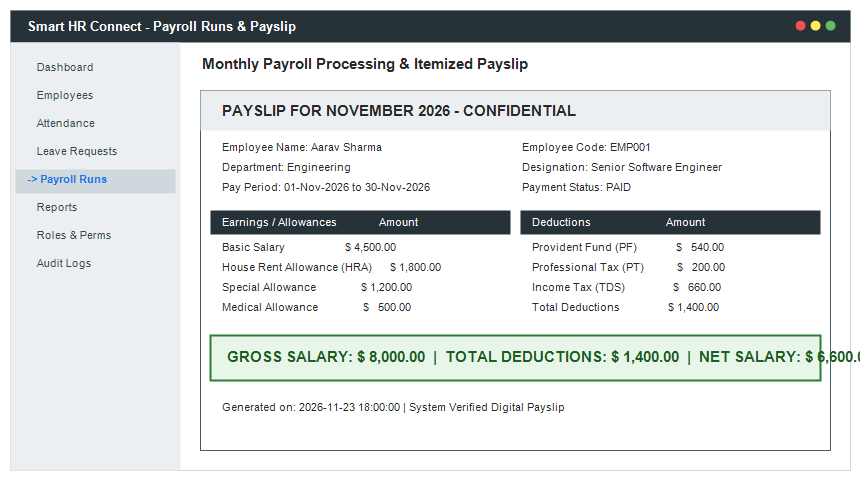 Smart HR Connect - Payroll Runs & Payslip
Dashboard
Employees
Attendance
Leave Requests
-> Payroll Runs
Reports
Roles & Perms
Audit Logs
Monthly Payroll Processing & Itemized Payslip
PAYSLIP FOR NOVEMBER 2026 - CONFIDENTIAL
Employee Name: Aarav Sharma
Employee Code: EMP001
Department: Engineering
Designation: Senior Software Engineer
Pay Period: 01-Nov-2026 to 30-Nov-2026
Payment Status: PAID
Earnings / Allowances Amount
Basic Salary $ 4,500.00
House Rent Allowance (HRA) $ 1,800.00
Special Allowance $ 1,200.00
Medical Allowance $ 500.00
Deductions Amount
Provident Fund (PF) $ 540.00
Professional Tax (PT) $ 200.00
Income Tax (TDS) $ 660.00
Total Deductions $ 1,400.00
GROSS SALARY: $ 8,000.00 | TOTAL DEDUCTIONS: $ 1,400.00 | NET SALARY: $ 6,600.0
Generated on: 2026-11-23 18:00:00 | System Verified Digital Payslip